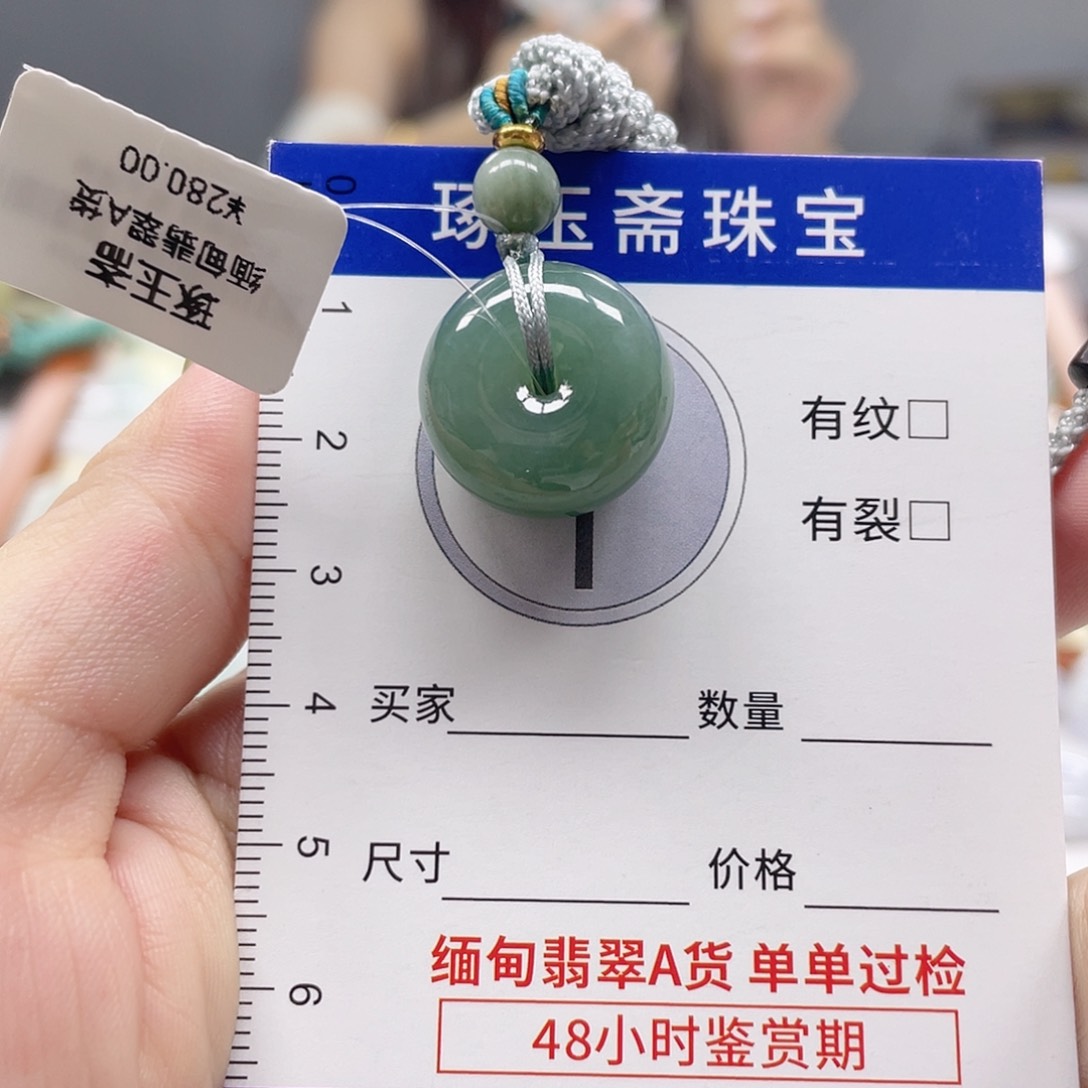 琢玉斋
缅甸翡翠A货
¥280.00
琢玉斋珠宝
0
1
2
3
4
5
6
有纹□
有裂□
买家 数量
尺寸 价格
缅甸翡翠A货 单单过检
48小时鉴赏期